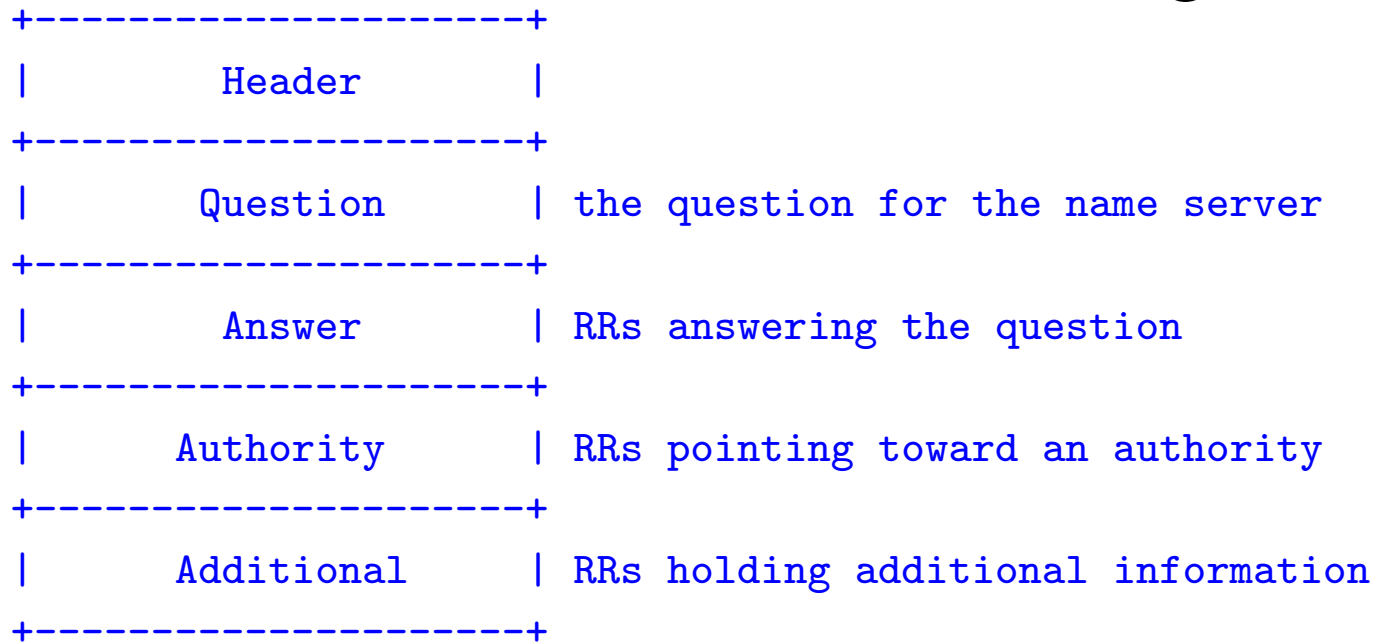 +---------------------+
|        Header       |
+---------------------+
|       Question      | the question for the name server
+---------------------+
|        Answer       | RRs answering the question
+---------------------+
|      Authority      | RRs pointing toward an authority
+---------------------+
|      Additional     | RRs holding additional information
+---------------------+